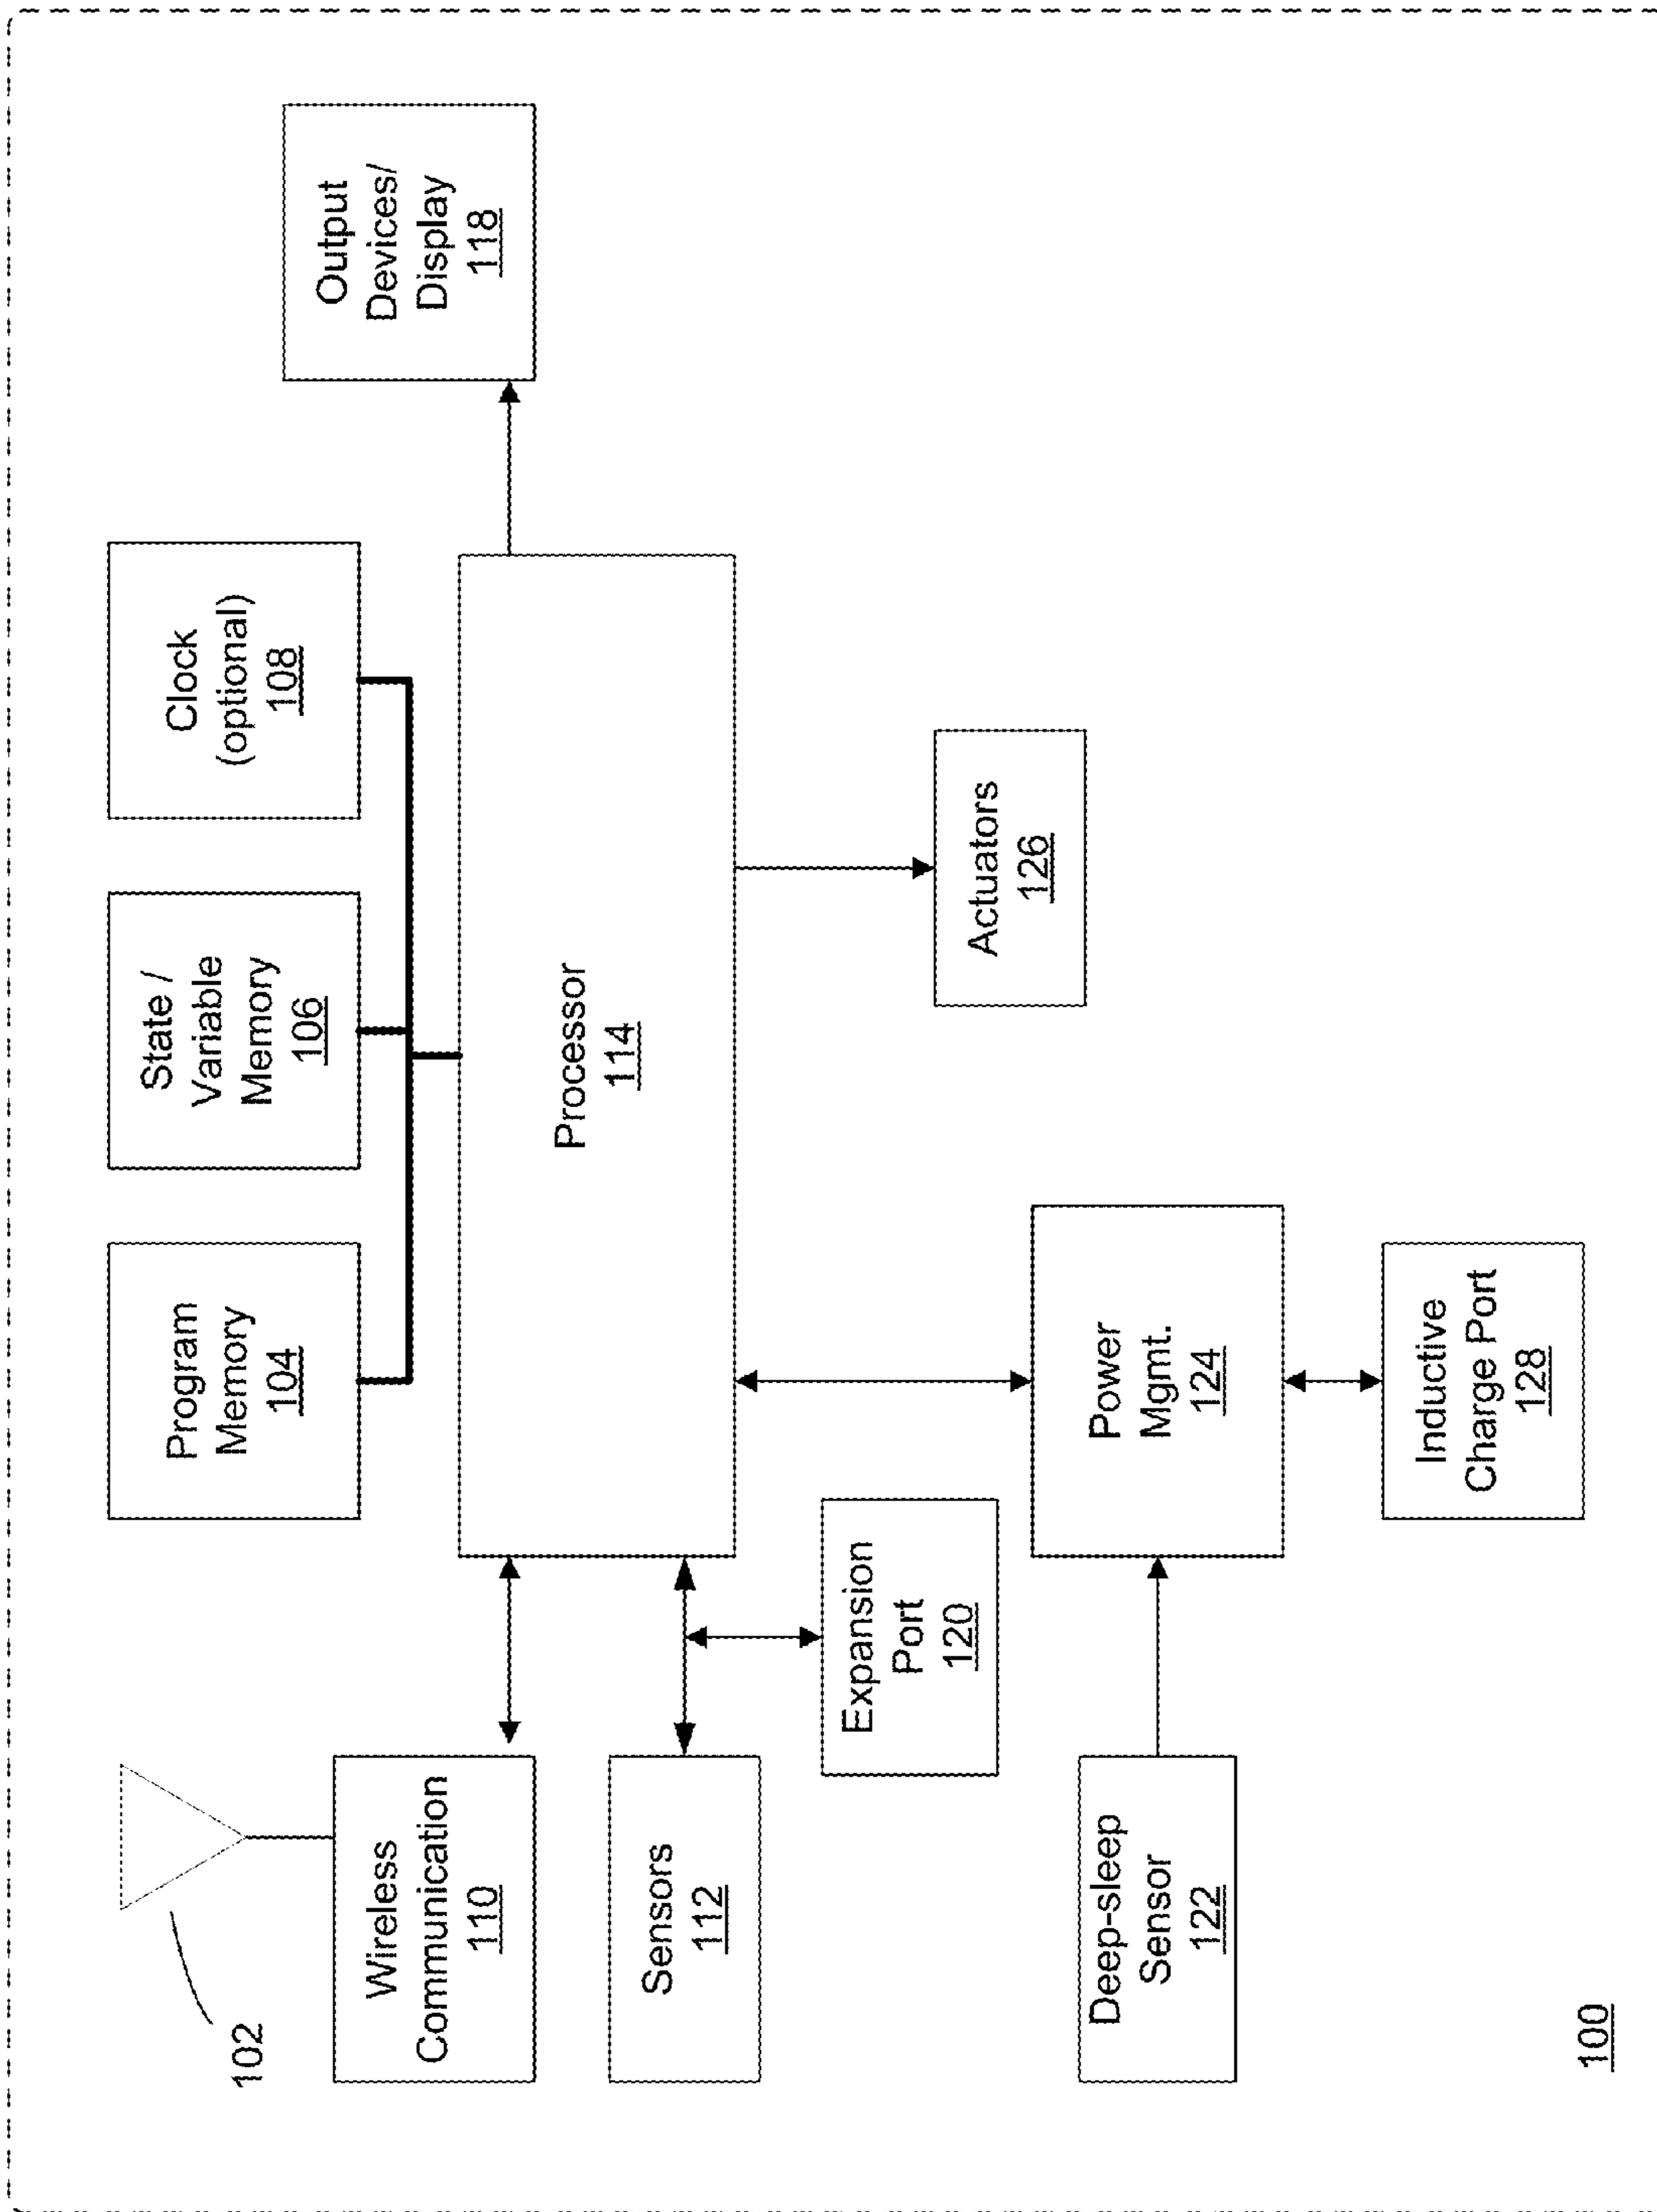 102
Program
Memory
104
State /
Variable
Memory
106
Clock
(optional)
108
Output
Devices/
Display
118
Wireless
Communication
110
Processor
114
Sensors
112
Expansion
Port
120
Actuators
126
Deep-sleep
Sensor
122
Power
Mgmt.
124
Inductive
Charge Port
128
100